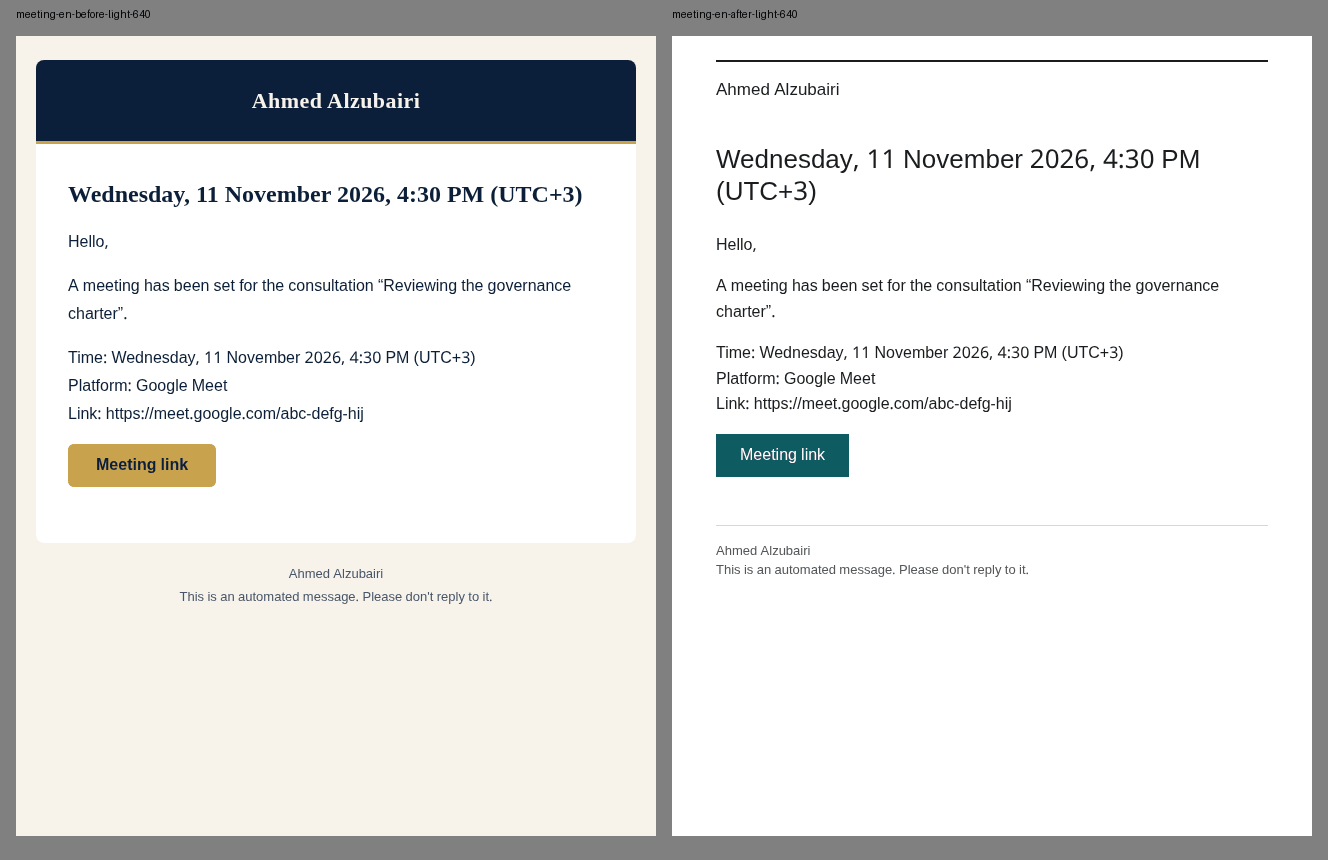 meeting-en-before-light-640
Ahmed Alzubairi
Wednesday, 11 November 2026, 4:30 PM (UTC+3)
Hello,
A meeting has been set for the consultation “Reviewing the governance
charter”.
Time: Wednesday, 11 November 2026, 4:30 PM (UTC+3)
Platform: Google Meet
Link: https://meet.google.com/abc-defg-hij
Meeting link
Ahmed Alzubairi
This is an automated message. Please don't reply to it.
meeting-en-after-light-640
Ahmed Alzubairi
Wednesday, 11 November 2026, 4:30 PM
(UTC+3)
Hello,
A meeting has been set for the consultation “Reviewing the governance
charter”.
Time: Wednesday, 11 November 2026, 4:30 PM (UTC+3)
Platform: Google Meet
Link: https://meet.google.com/abc-defg-hij
Meeting link
Ahmed Alzubairi
This is an automated message. Please don't reply to it.